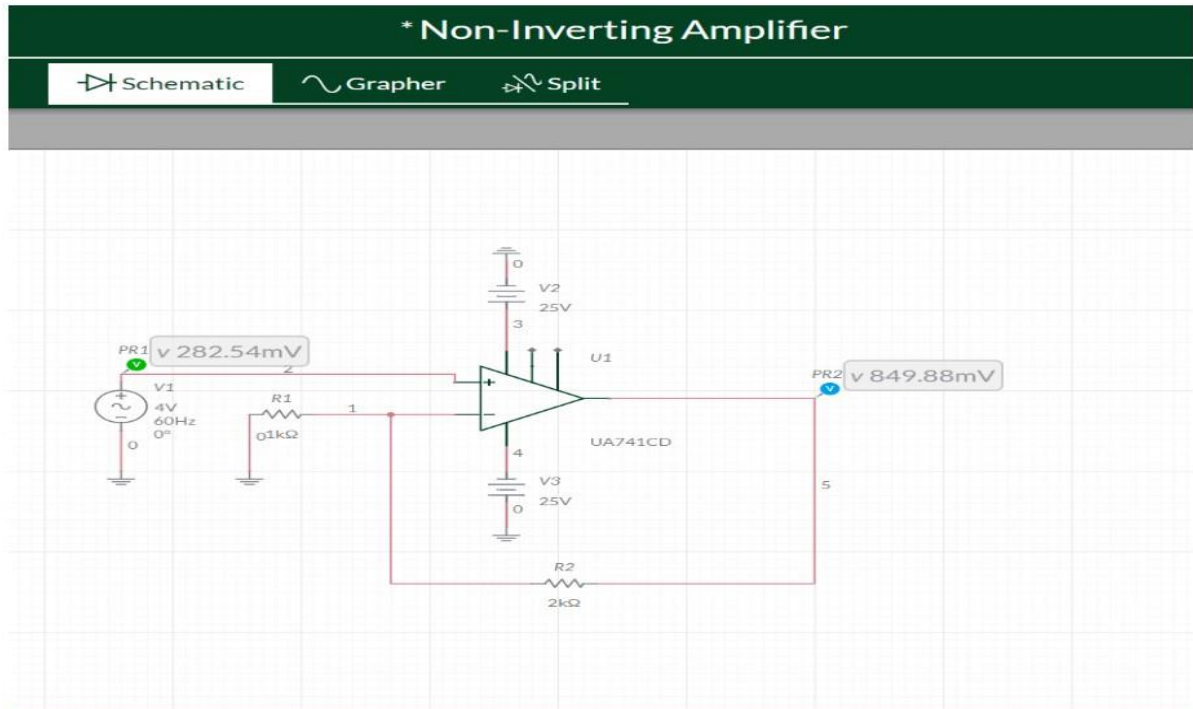 * Non-Inverting Amplifier
Schematic
Grapher
Split
0
V2
25V
3
PR1
v 282.54mV
2
U1
PR2
v 849.88mV
V1
4V
60Hz
0°
0
R1
1kΩ
0
1
+
−
UA741CD
4
V3
25V
0
5
R2
2kΩ